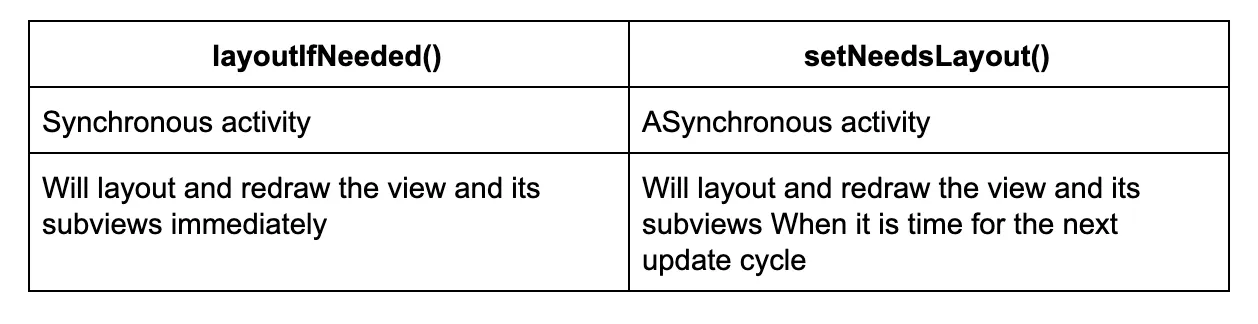 layoutIfNeeded()
setNeedsLayout()
Synchronous activity
ASynchronous activity
Will layout and redraw the view and its
subviews immediately
Will layout and redraw the view and its
subviews When it is time for the next
update cycle